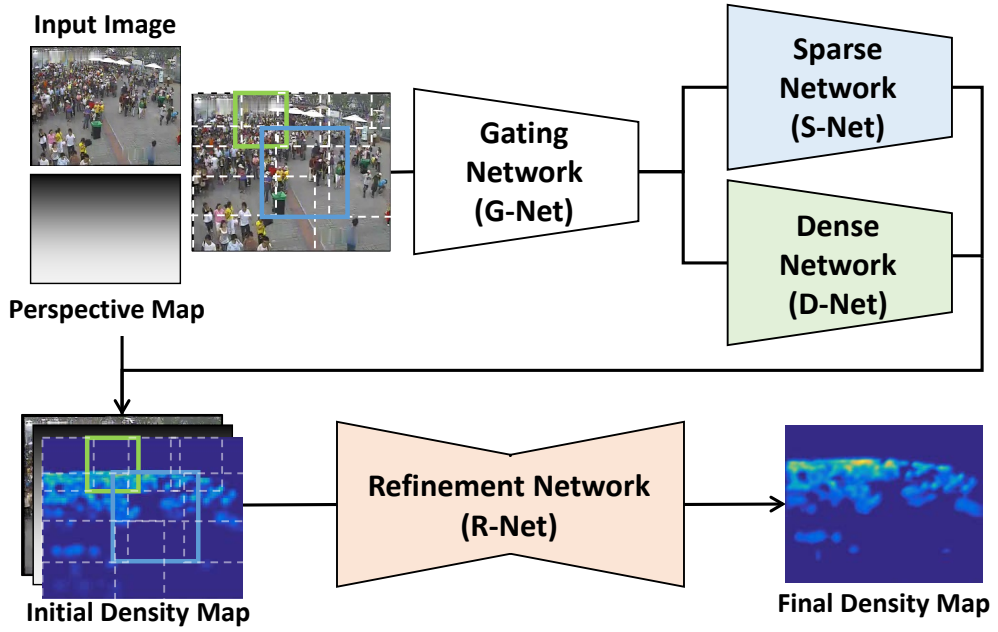 Input Image
Perspective Map
Gating
Network
(G-Net)
Sparse
Network
(S-Net)
Dense
Network
(D-Net)
Initial Density Map
Refinement Network
(R-Net)
Final Density Map